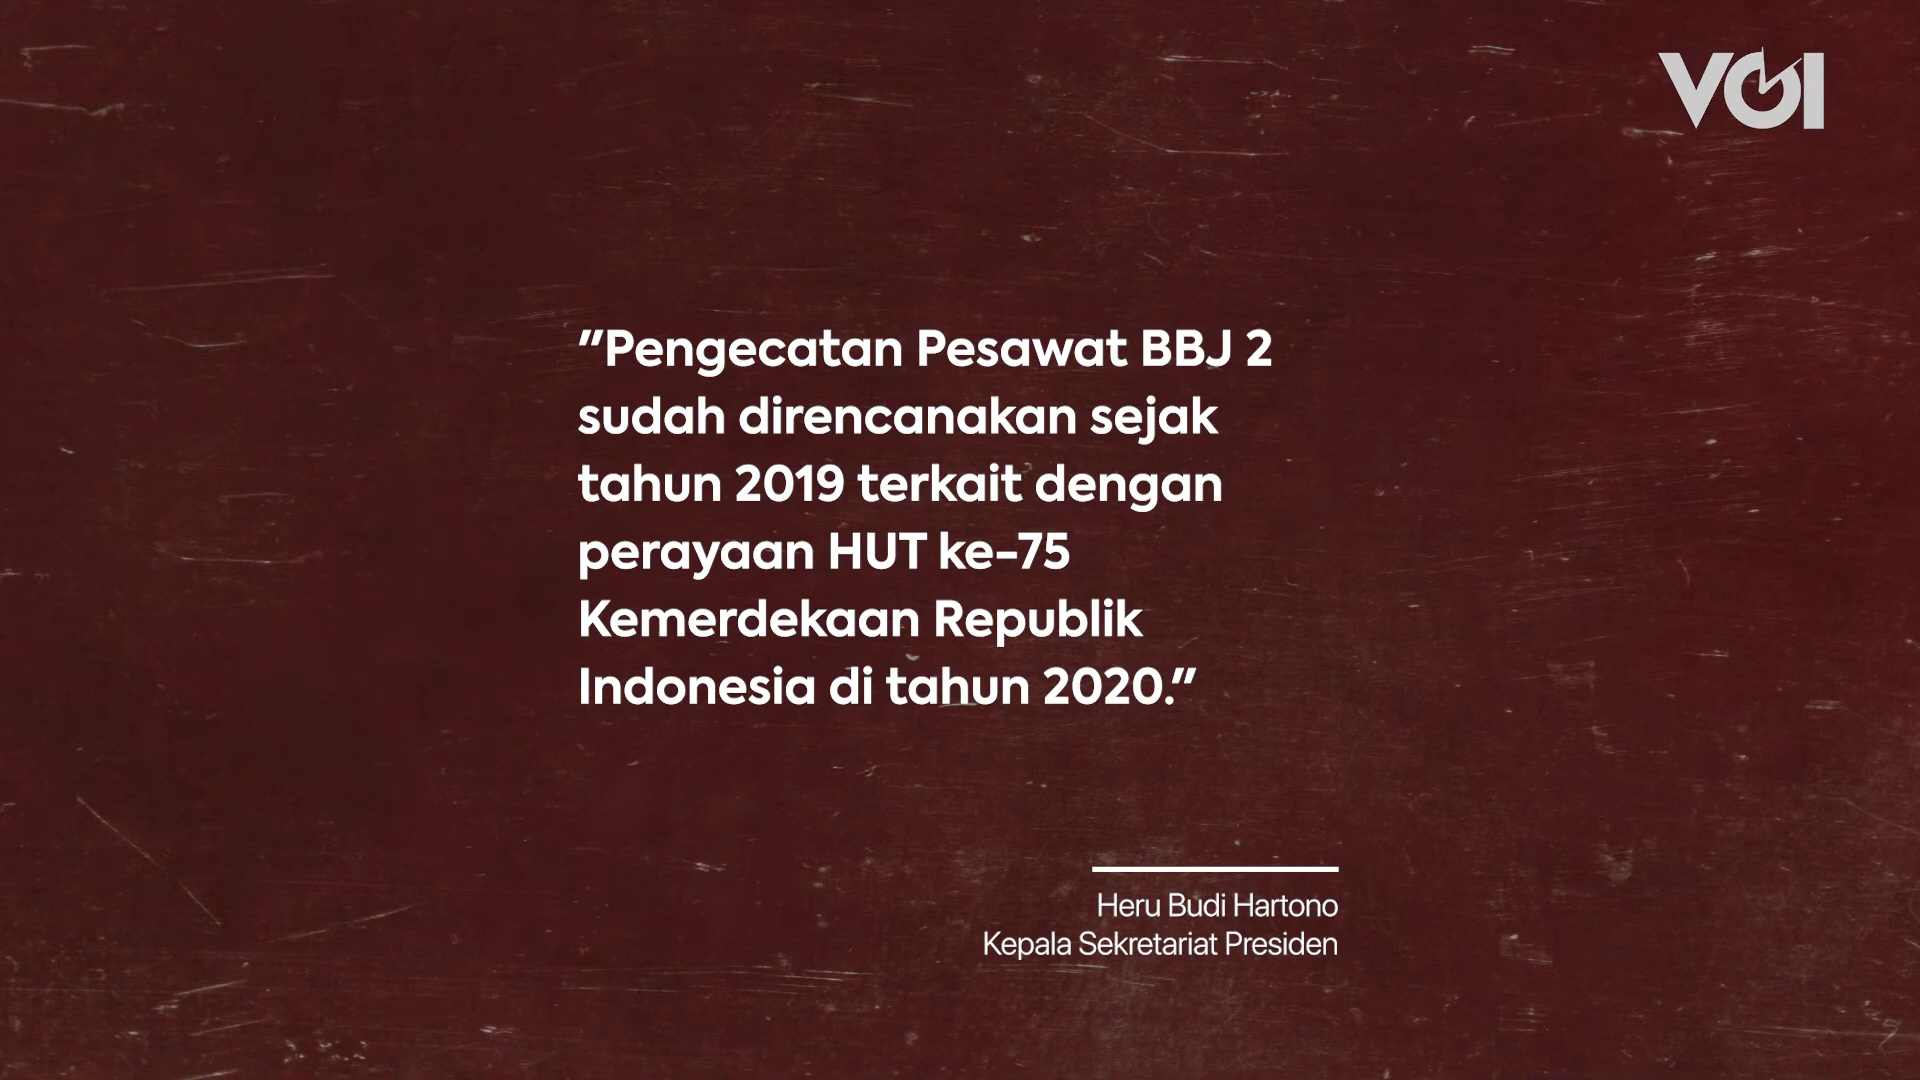 VOI
"Pengecatan Pesawat BBJ 2
sudah direncanakan sejak
tahun 2019 terkait dengan
perayaan HUT ke-75
Kemerdekaan Republik
Indonesia di tahun 2020."
Heru Budi Hartono
Kepala Sekretariat Presiden